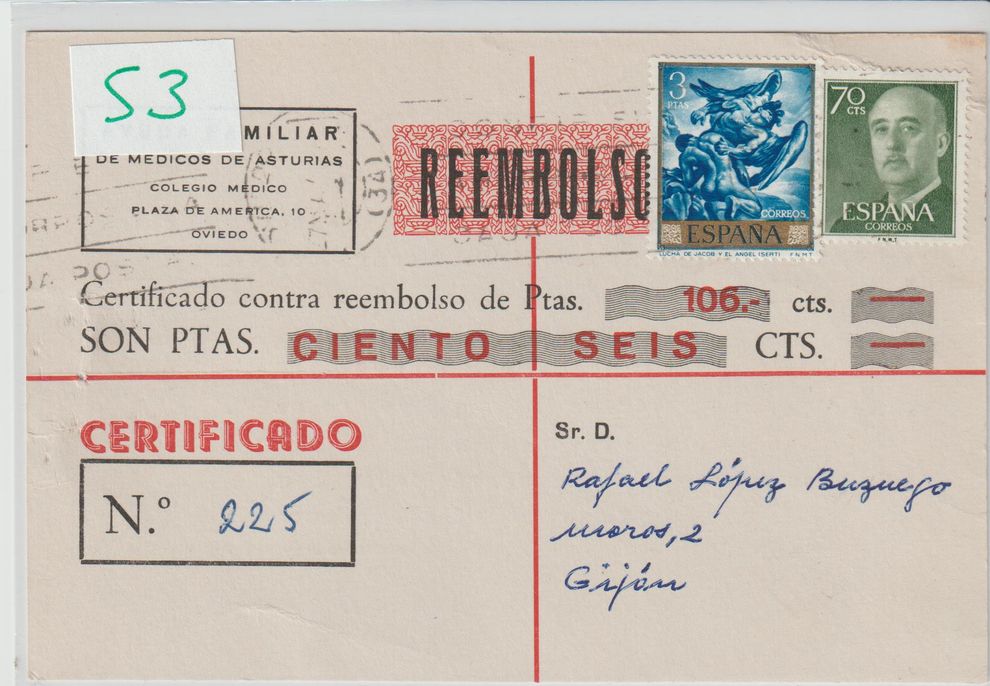 53
MILIAR
DE MEDICOS DE ASTURIAS
COLEGIO MEDICO
PLAZA DE AMERICA, 10
OVIEDO
REEMBOLSO
3 PTAS
CORREOS
ESPAÑA
LUCHA DE JACOB Y EL ANGEL (SERT) F.N.M.T
70 CTS
ESPAÑA
CORREOS
F.N.M.T
Certificado contra reembolso de Ptas. 106.- cts. —
SON PTAS. CIENTO SEIS CTS. —
CERTIFICADO
N.º 225
Sr. D.
Rafael López Buzuego
Moros, 2
Gijón